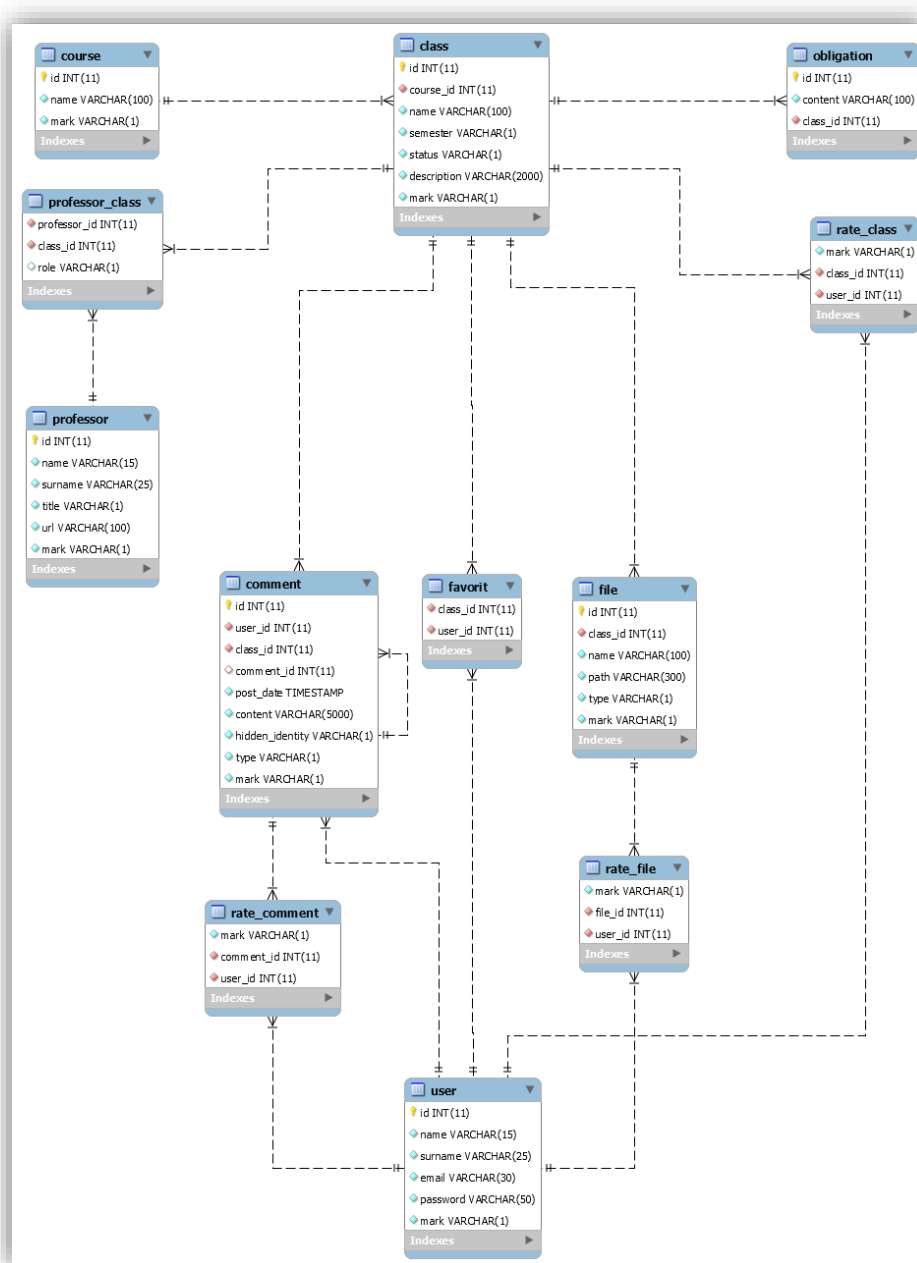 course
id INT(11)
name VARCHAR(100)
mark VARCHAR(1)
Indexes
class
id INT(11)
course_id INT(11)
name VARCHAR(100)
semester VARCHAR(1)
status VARCHAR(1)
description VARCHAR(2000)
mark VARCHAR(1)
Indexes
obligation
id INT(11)
content VARCHAR(100)
class_id INT(11)
Indexes
professor_class
professor_id INT(11)
class_id INT(11)
role VARCHAR(1)
Indexes
rate_class
mark VARCHAR(1)
class_id INT(11)
user_id INT(11)
Indexes
professor
id INT(11)
name VARCHAR(15)
surname VARCHAR(25)
title VARCHAR(1)
url VARCHAR(100)
mark VARCHAR(1)
Indexes
comment
id INT(11)
user_id INT(11)
class_id INT(11)
comment_id INT(11)
post_date TIMESTAMP
content VARCHAR(5000)
hidden_identity VARCHAR(1)
type VARCHAR(1)
mark VARCHAR(1)
Indexes
favorit
class_id INT(11)
user_id INT(11)
Indexes
file
id INT(11)
class_id INT(11)
name VARCHAR(100)
path VARCHAR(300)
type VARCHAR(1)
mark VARCHAR(1)
Indexes
rate_comment
mark VARCHAR(1)
comment_id INT(11)
user_id INT(11)
Indexes
rate_file
mark VARCHAR(1)
file_id INT(11)
user_id INT(11)
Indexes
user
id INT(11)
name VARCHAR(15)
surname VARCHAR(25)
email VARCHAR(30)
password VARCHAR(50)
mark VARCHAR(1)
Indexes